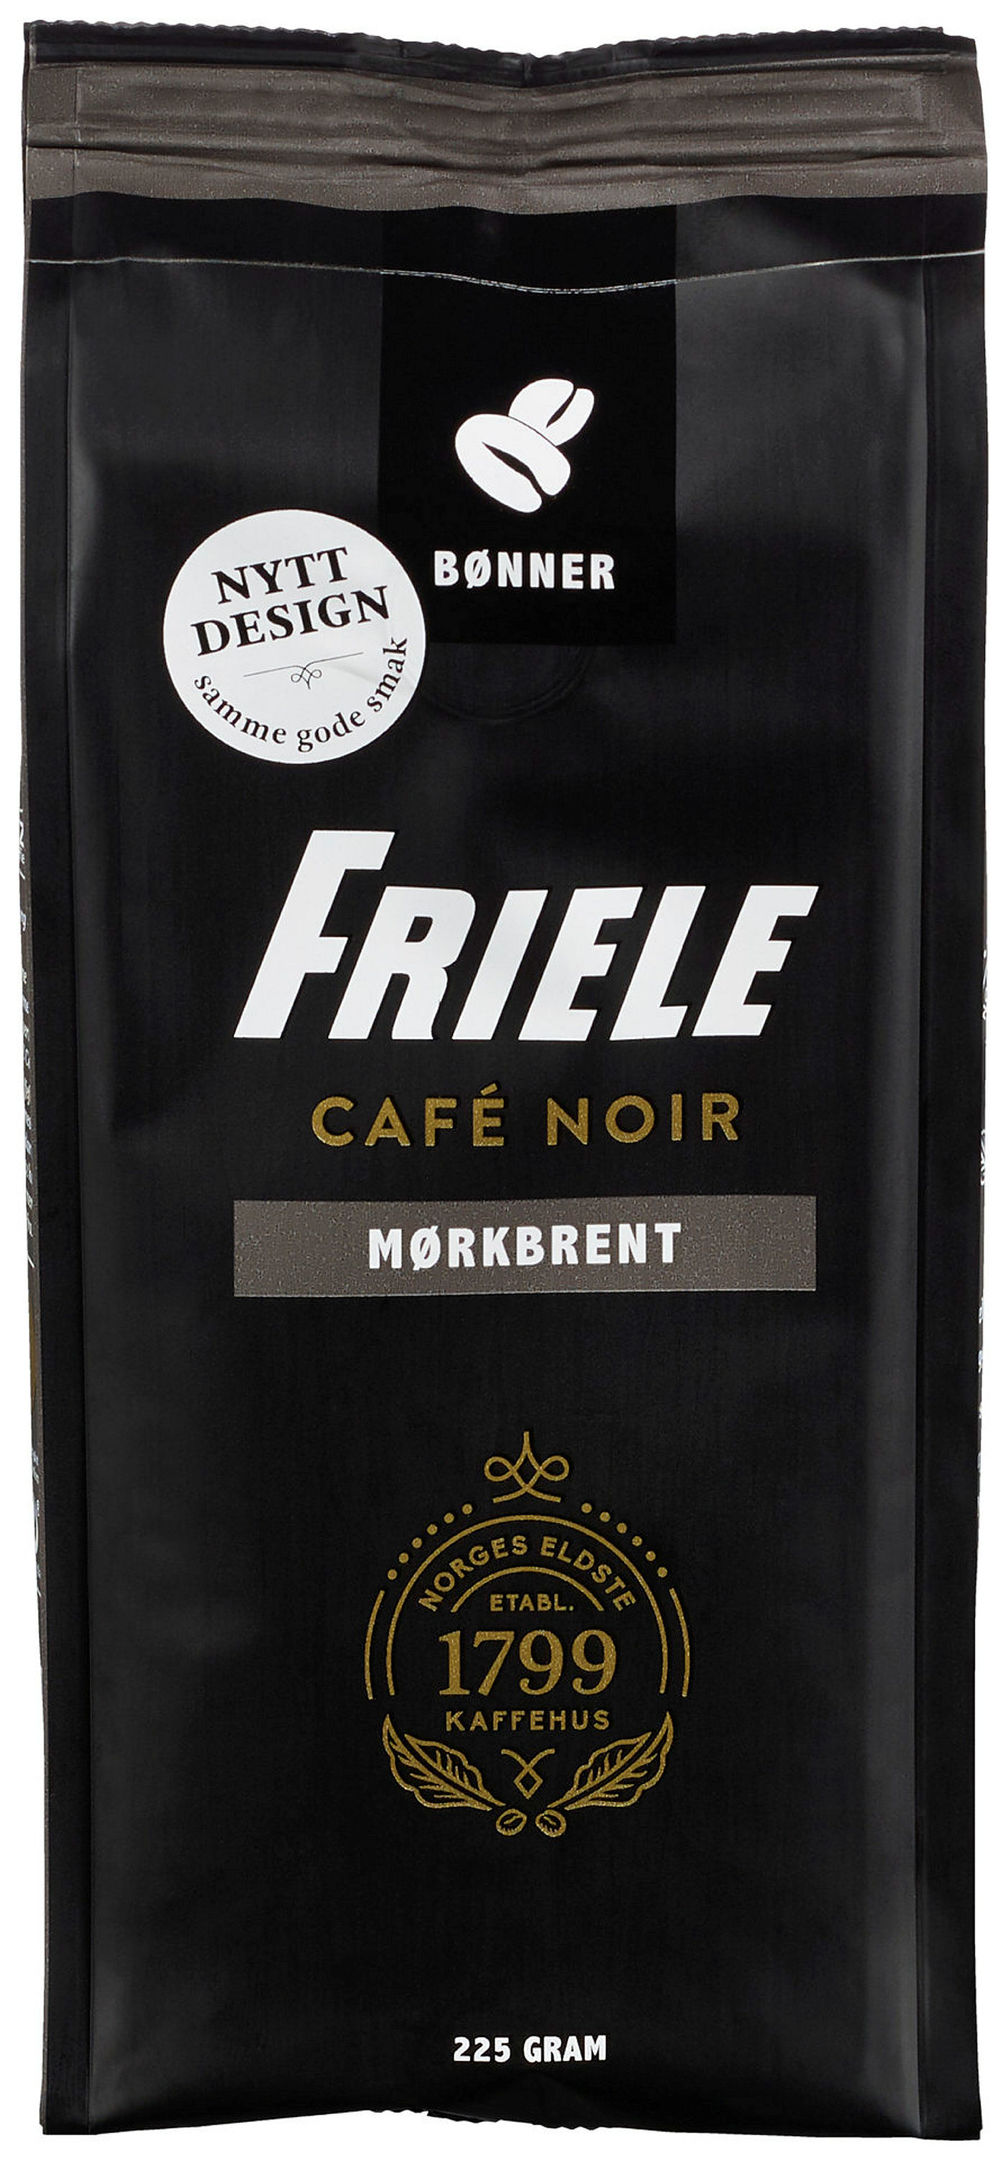 BØNNER
NYTT
DESIGN
samme gode smak
FRIELE
CAFÉ NOIR
MØRKBRENT
NORGES ELDSTE
ETABL.
1799
KAFFEHUS
225 GRAM